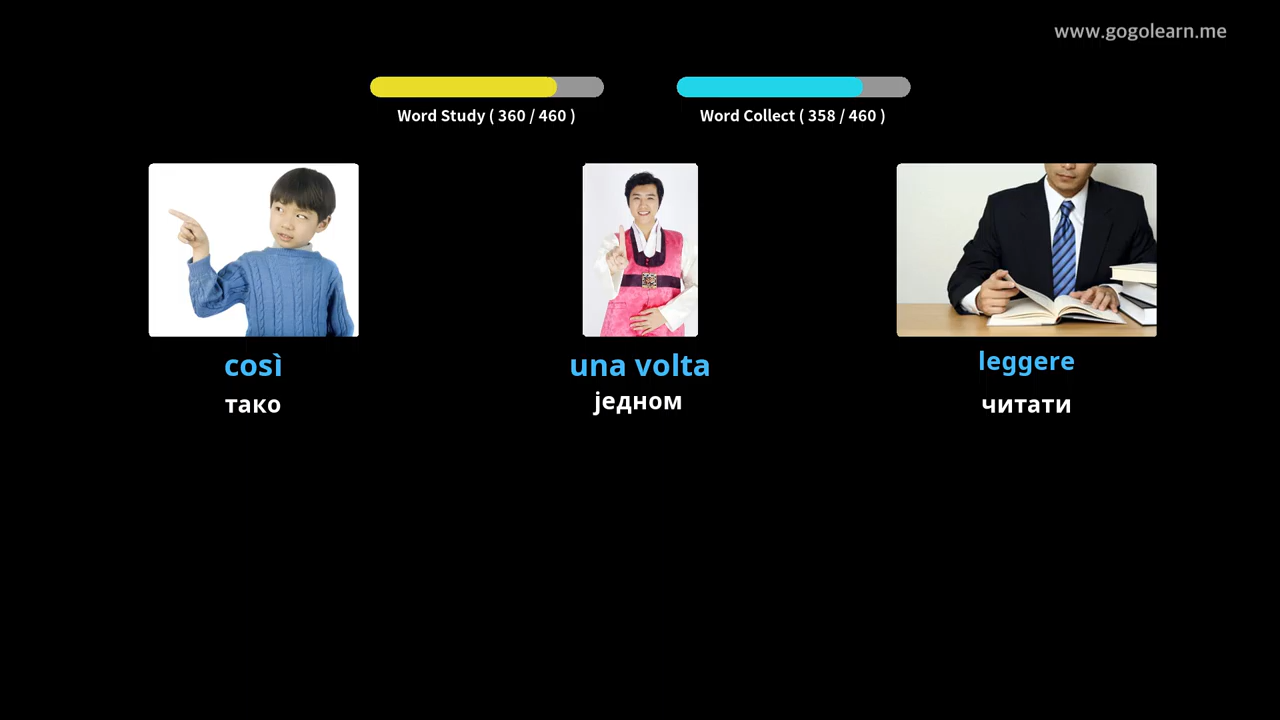 www.gogolearn.me
Word Study ( 360 / 460 )
Word Collect ( 358 / 460 )
così
una volta
leggere
тако
једном
читати